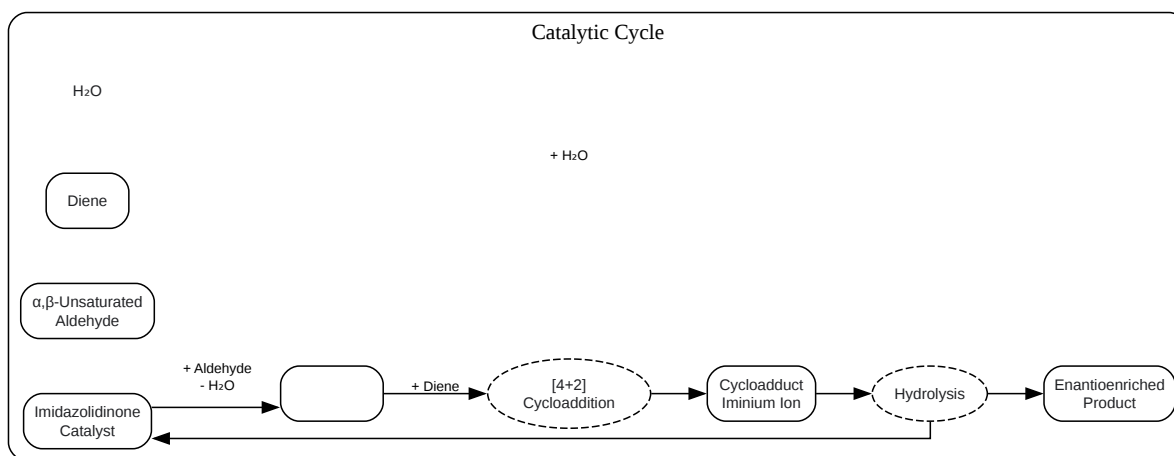 Catalytic Cycle
H₂O
+ H₂O
Diene
α,β-Unsaturated
Aldehyde
+ Aldehyde
- H₂O
+ Diene
[4+2]
Cycloaddition
Cycloadduct
Iminium Ion
Hydrolysis
Enantioenriched
Product
Imidazolidinone
Catalyst